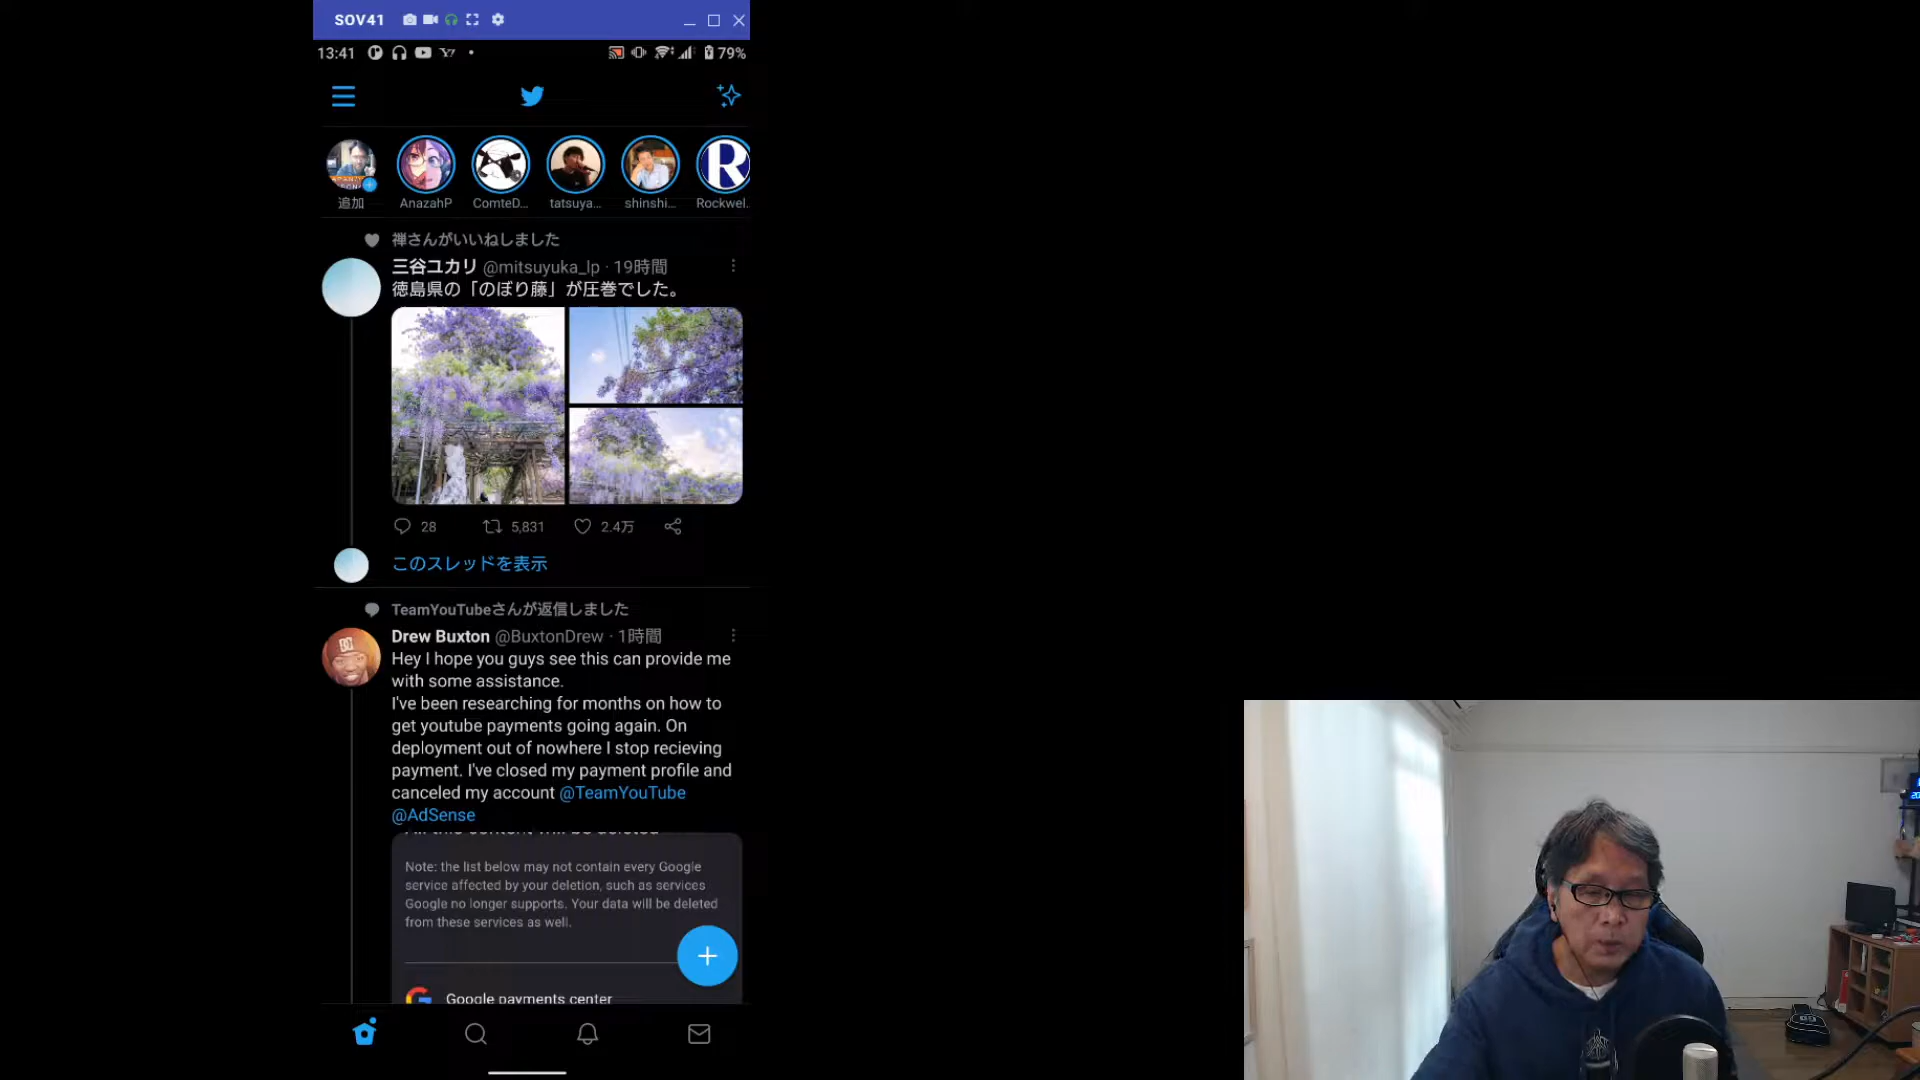 SOV41
13:41
79%
追加
AnazahP
ComteD...
tatsuya...
shinshi...
Rockwel.
禅さんがいいねしました
三谷ユカリ @mitsuyuka_lp · 19時間
徳島県の「のぼり藤」が圧巻でした。
28
5,831
2.4万
このスレッドを表示
TeamYouTubeさんが返信しました
Drew Buxton @BuxtonDrew · 1時間
Hey I hope you guys see this can provide me
with some assistance.
I've been researching for months on how to
get youtube payments going again. On
deployment out of nowhere I stop recieving
payment. I've closed my payment profile and
canceled my account @TeamYouTube
@AdSense
Note: the list below may not contain every Google
service affected by your deletion, such as services
Google no longer supports. Your data will be deleted
from these services as well.
Google payments center